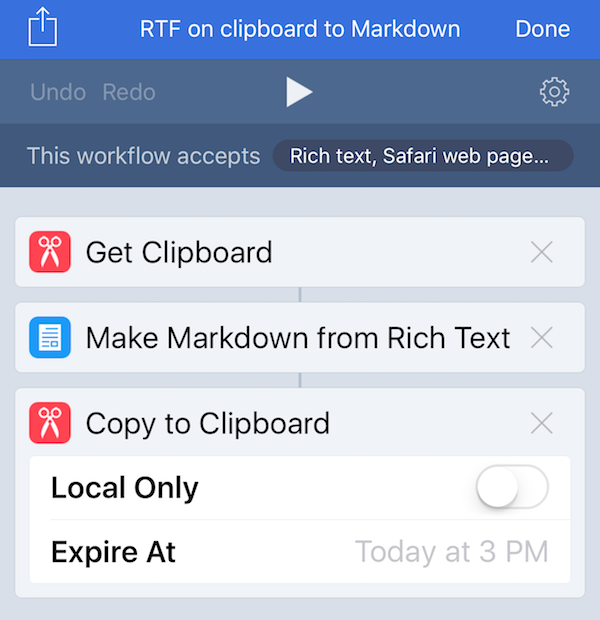 RTF on clipboard to Markdown Done
Undo Redo
This workflow accepts Rich text, Safari web page...
Get Clipboard
Make Markdown from Rich Text
Copy to Clipboard
Local Only
Expire At Today at 3 PM